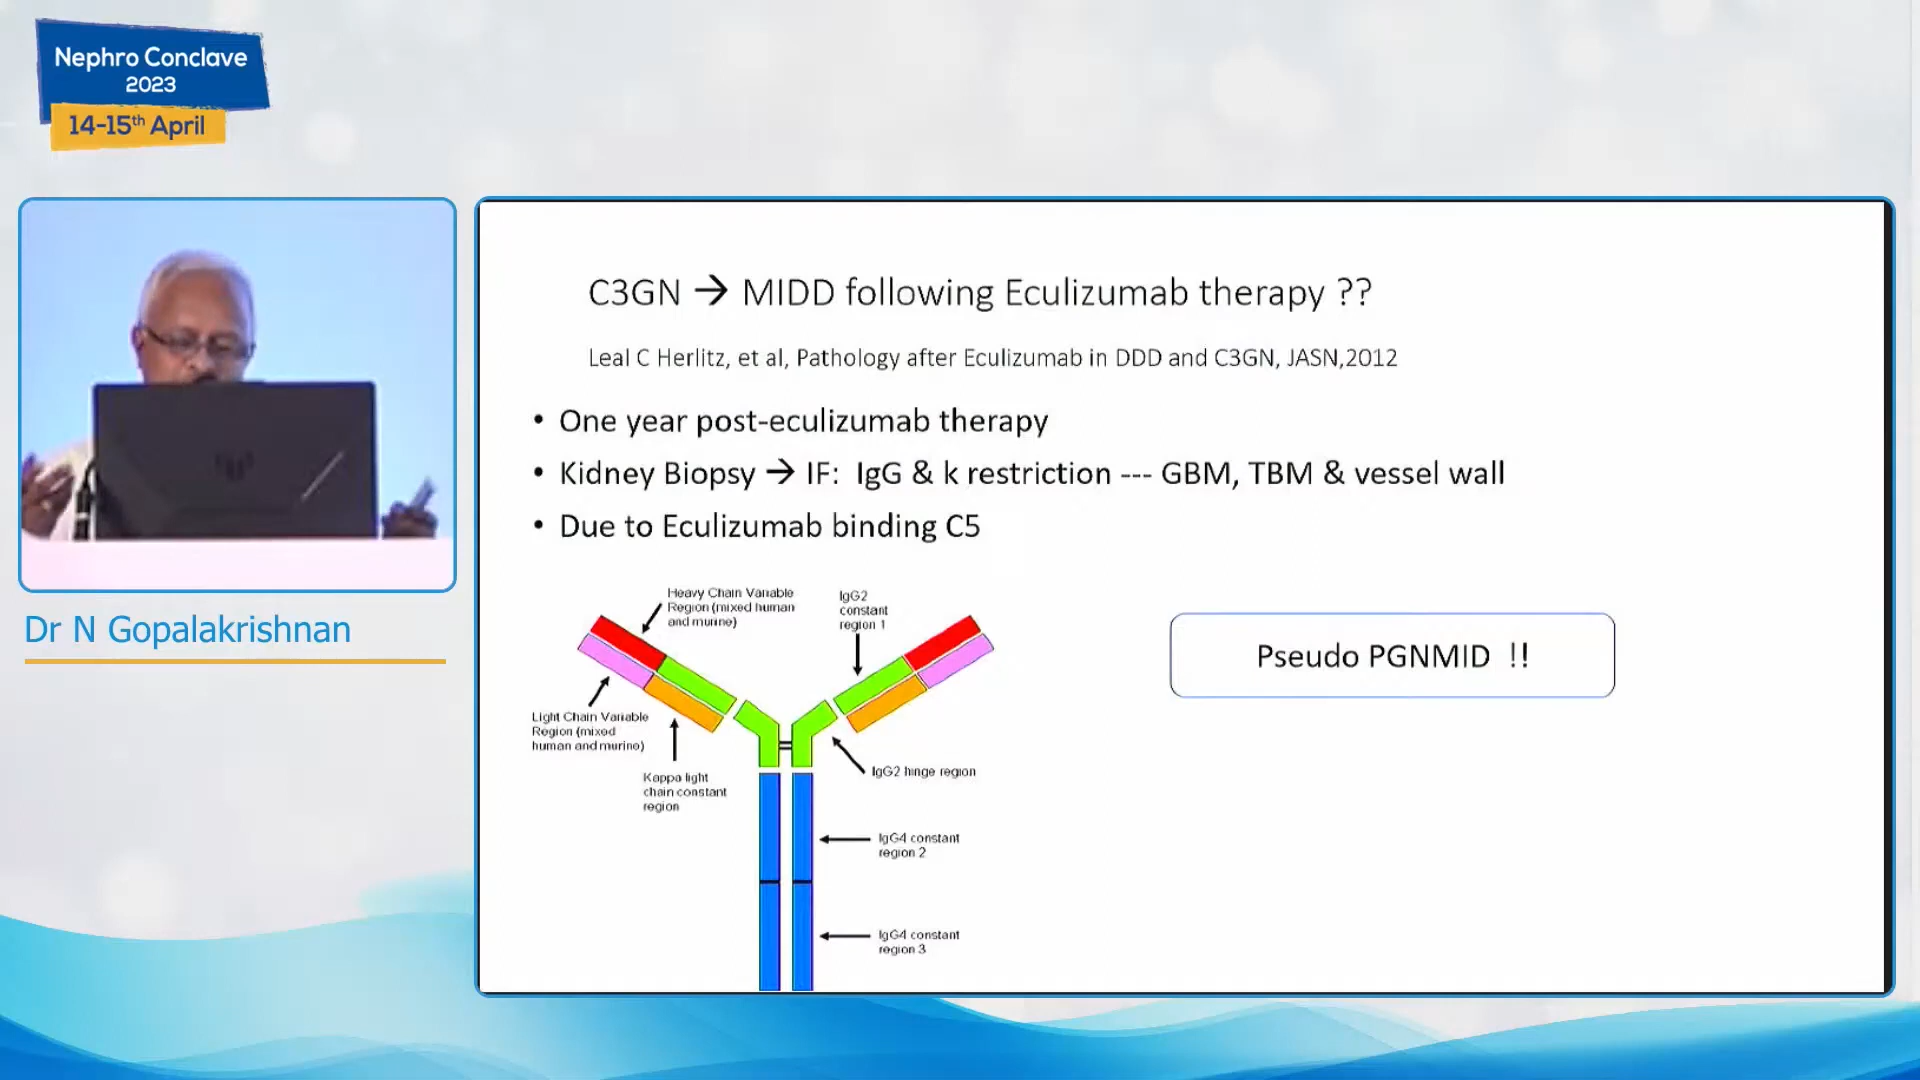 Nephro Conclave
2023
14-15th April
Dr N Gopalakrishnan
C3GN → MIDD following Eculizumab therapy ??
Leal C Herlitz, et al, Pathology after Eculizumab in DDD and C3GN, JASN,2012
• One year post-eculizumab therapy
• Kidney Biopsy → IF: IgG & k restriction --- GBM, TBM & vessel wall
• Due to Eculizumab binding C5
Heavy Chain Variable
Region (mixed human
and murine)
IgG2
constant
region 1
Light Chain Variable
Region (mixed
human and murine)
Kappa light
chain constant
region
IgG2 hinge region
IgG4 constant
region 2
IgG4 constant
region 3
Pseudo PGNMID !!